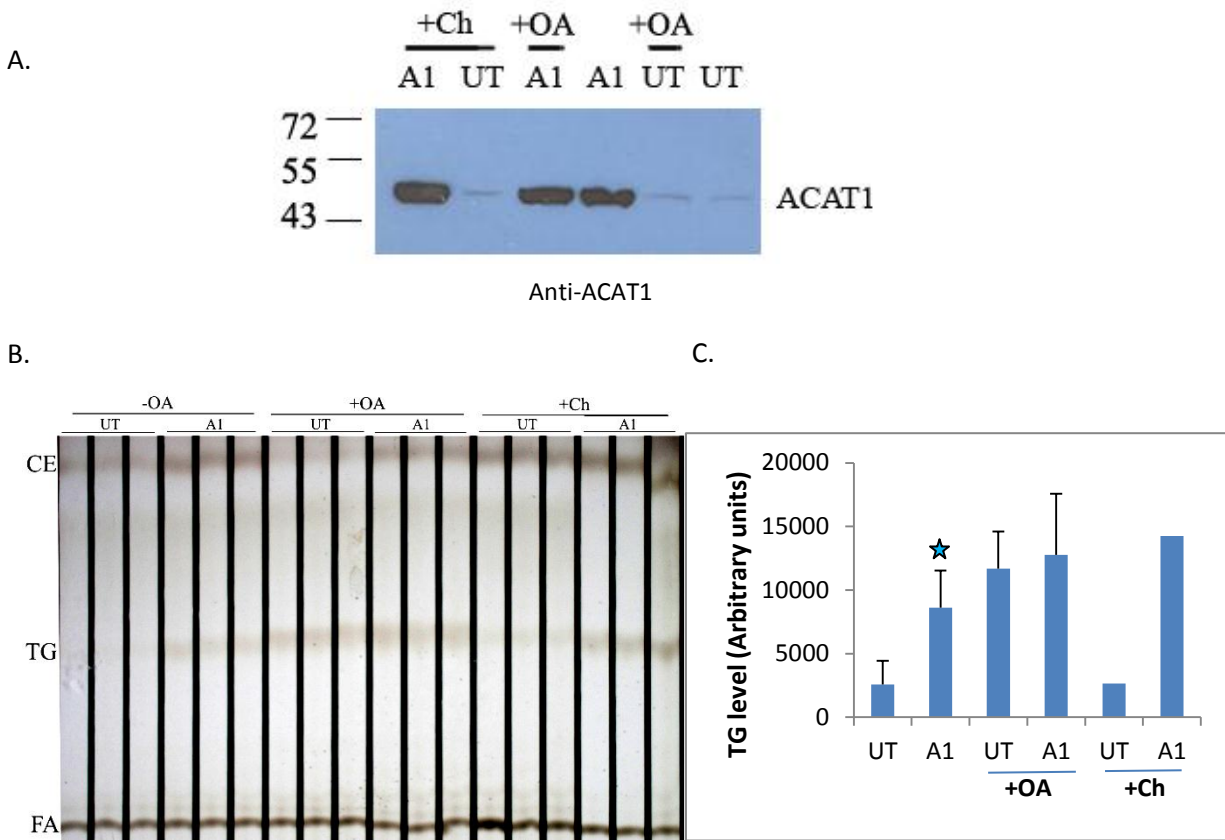 A.
+Ch +OA +OA
A1 UT A1 A1 UT UT
72
55
43
ACAT1
Anti-ACAT1
B.
-OA +OA +Ch
UT A1 UT A1 UT A1
CE
TG
FA
C.
TG level (Arbitrary units)
20000
15000
10000
5000
0
UT A1 UT A1 UT A1
+OA +Ch